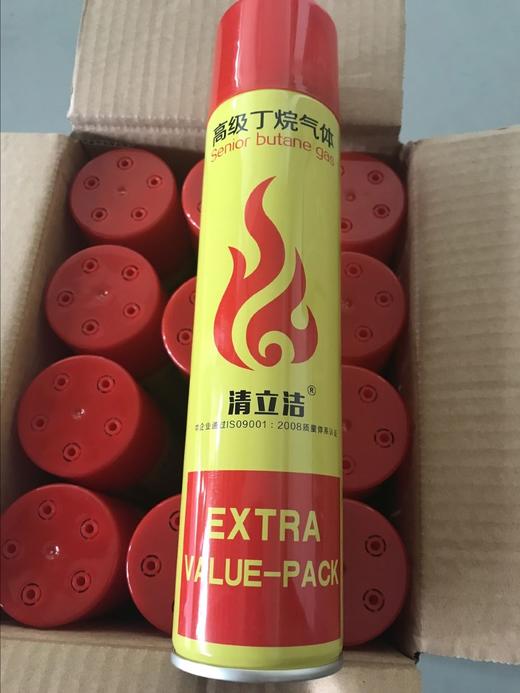 高级丁烷气体
Senior butane gas
清立洁®
本企业通过ISO9001：2008质量体系认证
EXTRA
VALUE-PACK